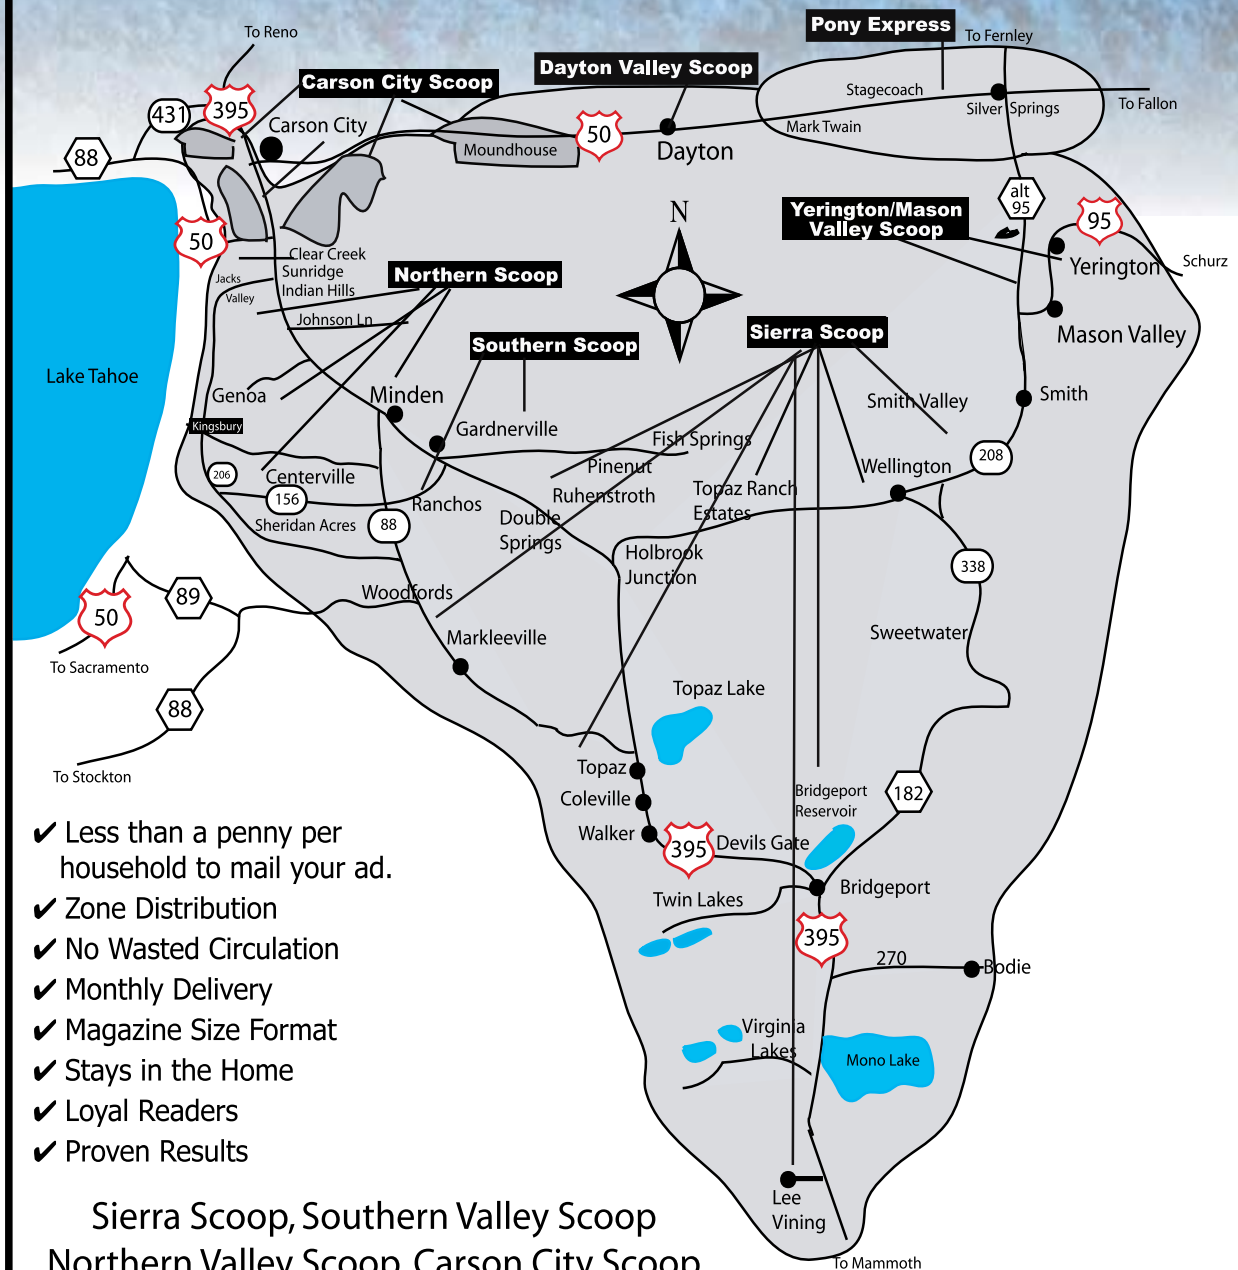 Pony Express
To Reno
To Fernley
Dayton Valley Scoop
Carson City Scoop
Stagecoach
395
431
Silver Springs
To Fallon
Carson City
50
Mark Twain
Moundhouse
Dayton
88
alt
95
N
Yerington/Mason
Valley Scoop
95
50
Clear Creek
Sunridge
Indian Hills
Jacks
Valley
Northern Scoop
Yerington
Schurz
Johnson Ln
Southern Scoop
Sierra Scoop
Mason Valley
Lake Tahoe
Genoa
Minden
Smith Valley
Smith
Kingsbury
Gardnerville
Fish Springs
Pinenut
Wellington
208
206
Centerville
156
Ranchos
Ruhenstroth
Topaz Ranch
Estates
Sheridan Acres
88
Double
Springs
Holbrook
Junction
338
Woodfords
89
50
Markleeville
Sweetwater
To Sacramento
Topaz Lake
88
To Stockton
Topaz
Coleville
Bridgeport
Reservoir
182
Walker
395
Devils Gate
Bridgeport
Twin Lakes
395
270
Bodie
Virginia
Lakes
Mono Lake
Lee
Vining
To Mammoth
✔ Less than a penny per
household to mail your ad.
✔ Zone Distribution
✔ No Wasted Circulation
✔ Monthly Delivery
✔ Magazine Size Format
✔ Stays in the Home
✔ Loyal Readers
✔ Proven Results
Sierra Scoop, Southern Valley Scoop
Northern Valley Scoop, Carson City Scoop